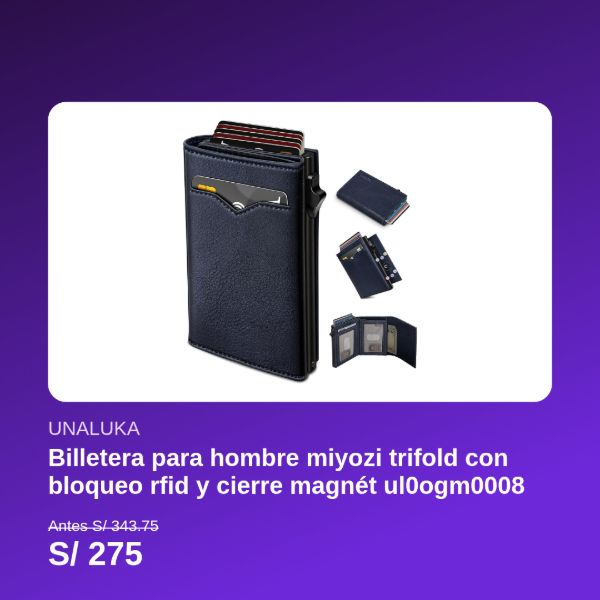 UNALUKA
Billetera para hombre miyozi trifold con
bloqueo rfid y cierre magnét ul0ogm0008
Antes S/ 343.75
S/ 275